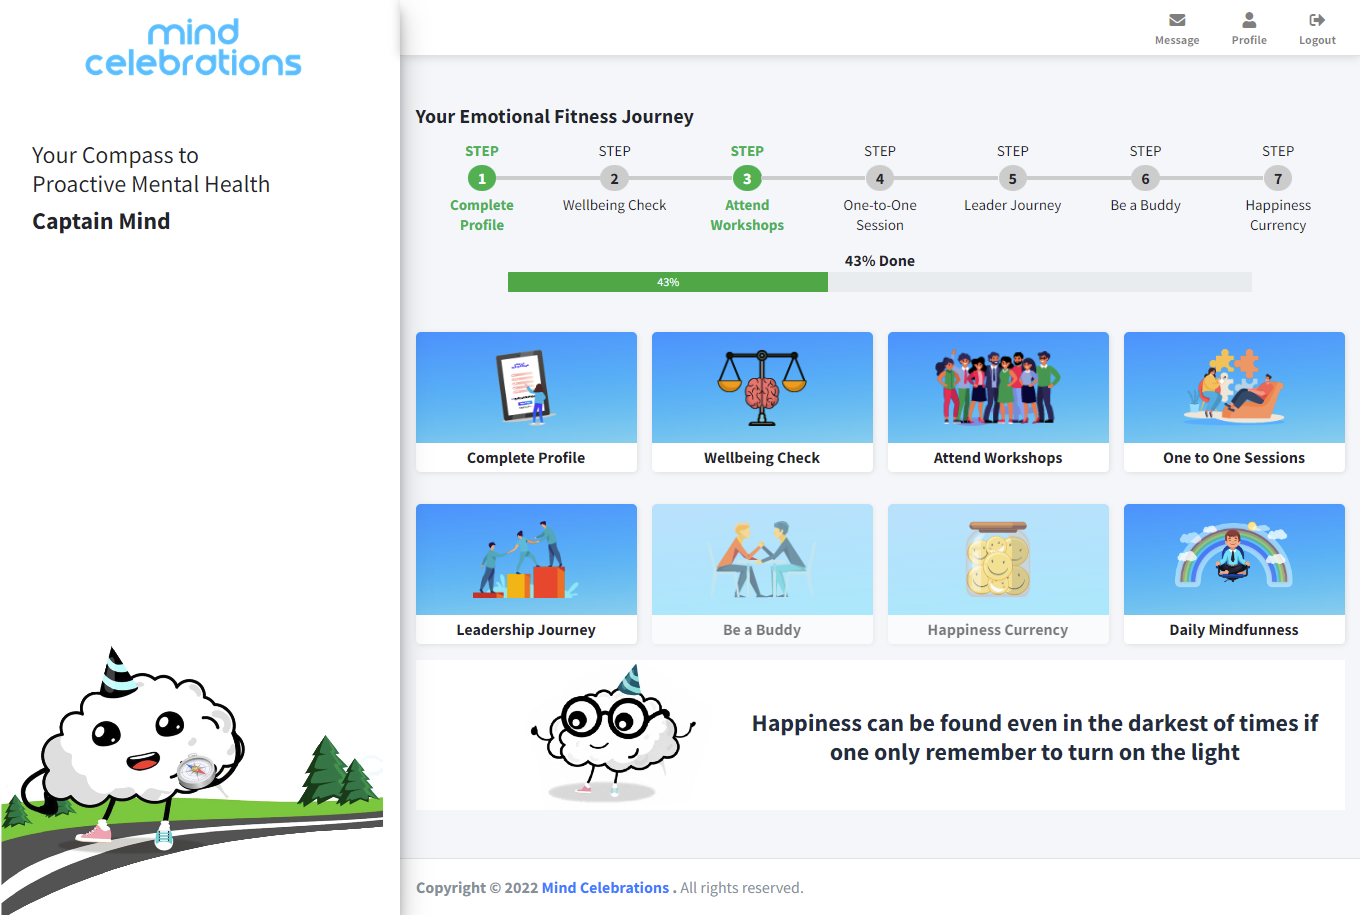 mind
celebrations
Your Compass to
Proactive Mental Health
Captain Mind
Message Profile Logout
Your Emotional Fitness Journey
STEP STEP STEP STEP STEP STEP STEP
1 2 3 4 5 6 7
Complete Wellbeing Check Attend One-to-One Leader Journey Be a Buddy Happiness
Profile Workshops Session Currency
43% Done
43%
Complete Profile Wellbeing Check Attend Workshops One to One Sessions
Leadership Journey Be a Buddy Happiness Currency Daily Mindfunness
Happiness can be found even in the darkest of times if
one only remember to turn on the light
Copyright © 2022 Mind Celebrations . All rights reserved.